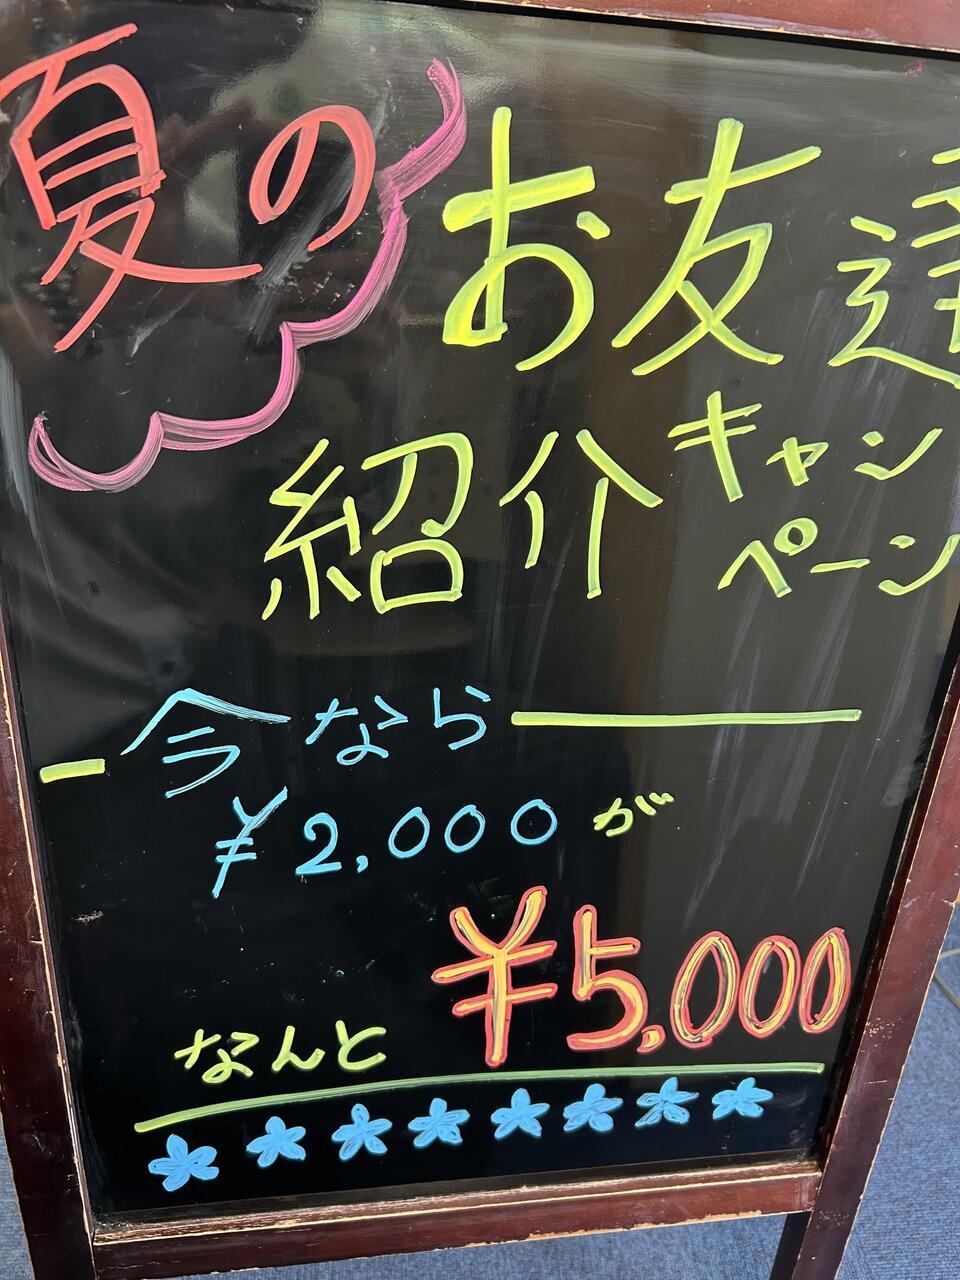 夏の
お友達
紹介キャンペーン
今なら
¥2,000が
なんと ¥5,000